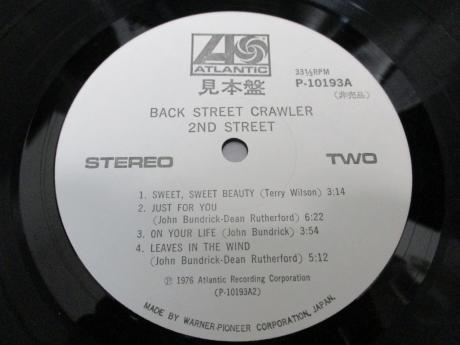 ATLANTIC
見本盤
33⅓RPM
P-10193A
(非売品)
BACK STREET CRAWLER
2ND STREET
STEREO
TWO
1. SWEET, SWEET BEAUTY (Terry Wilson) 3:14
2. JUST FOR YOU
(John Bundrick-Dean Rutherford) 6:22
3. ON YOUR LIFE (John Bundrick) 3:54
4. LEAVES IN THE WIND
(John Bundrick-Dean Rutherford) 5:12
Ⓟ 1976 Atlantic Recording Corporation
(P-10193A2)
MADE BY WARNER-PIONEER CORPORATION, JAPAN.